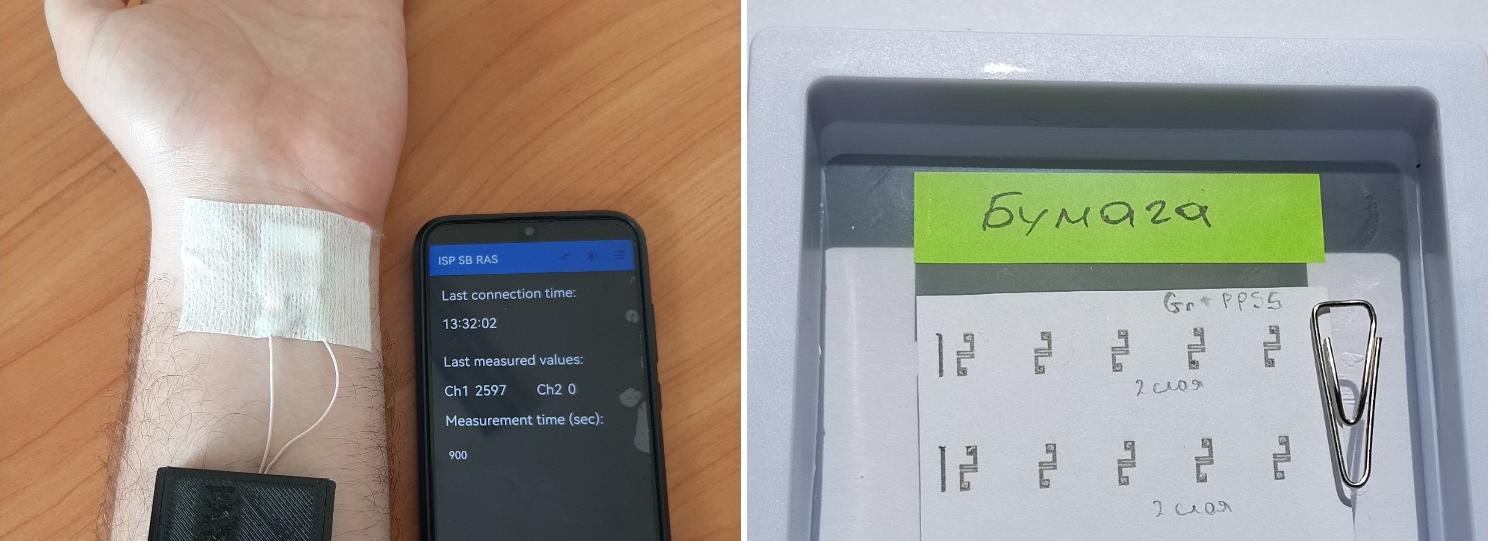 ISP SB RAS
Last connection time:
13:32:02
Last measured values:
Ch1 2597 Ch2 0
Measurement time (sec):
900
Бумага
Gr + PPSS
2 слоя
2 слоя